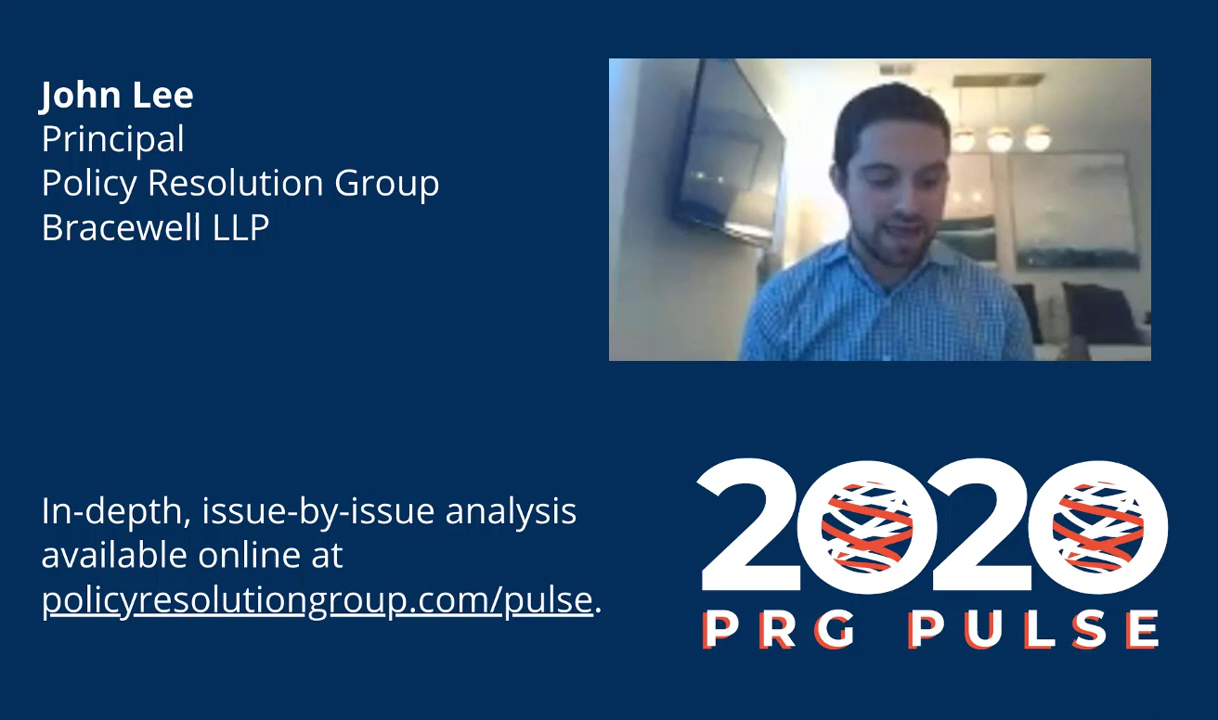 John Lee
Principal
Policy Resolution Group
Bracewell LLP
In-depth, issue-by-issue analysis
available online at
policyresolutiongroup.com/pulse.
2020
PRG PULSE